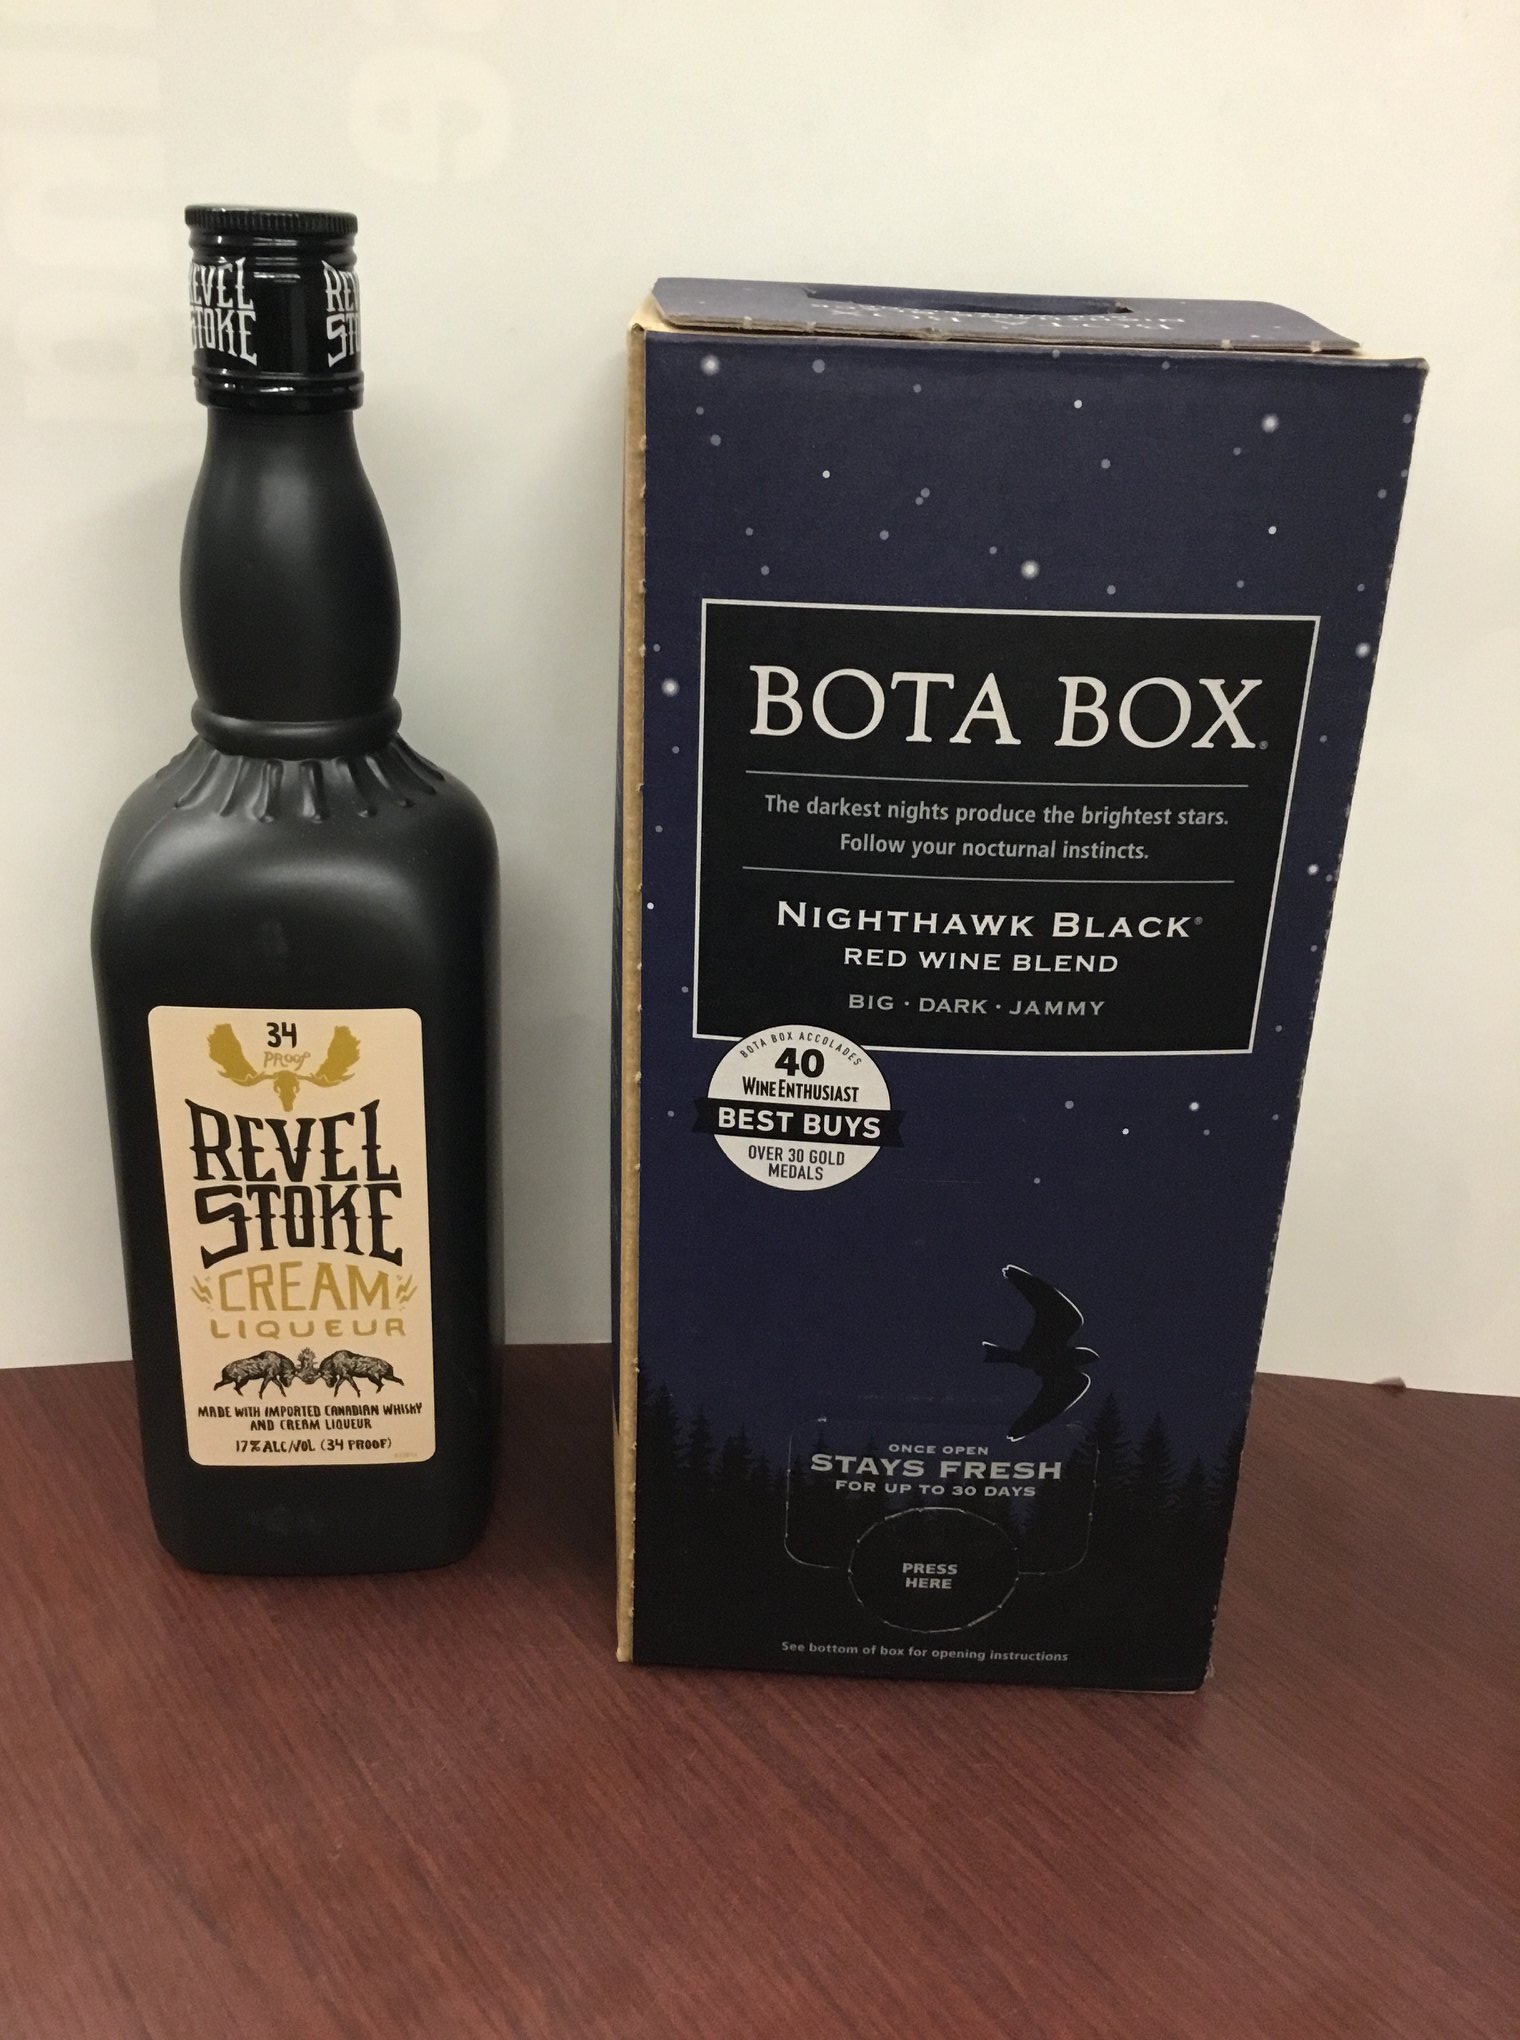 REVEL
STOKE
34
PROOF
REVEL
STOKE
CREAM
LIQUEUR
MADE WITH IMPORTED CANADIAN WHISKY
AND CREAM LIQUEUR
17% ALC/VOL (34 PROOF)
BOTA BOX®
The darkest nights produce the brightest stars.
Follow your nocturnal instincts.
NIGHTHAWK BLACK®
RED WINE BLEND
BIG · DARK · JAMMY
BOTA BOX ACCOLADES
40
WINE ENTHUSIAST
BEST BUYS
OVER 30 GOLD
MEDALS
ONCE OPEN
STAYS FRESH
FOR UP TO 30 DAYS
PRESS
HERE
See bottom of box for opening instructions